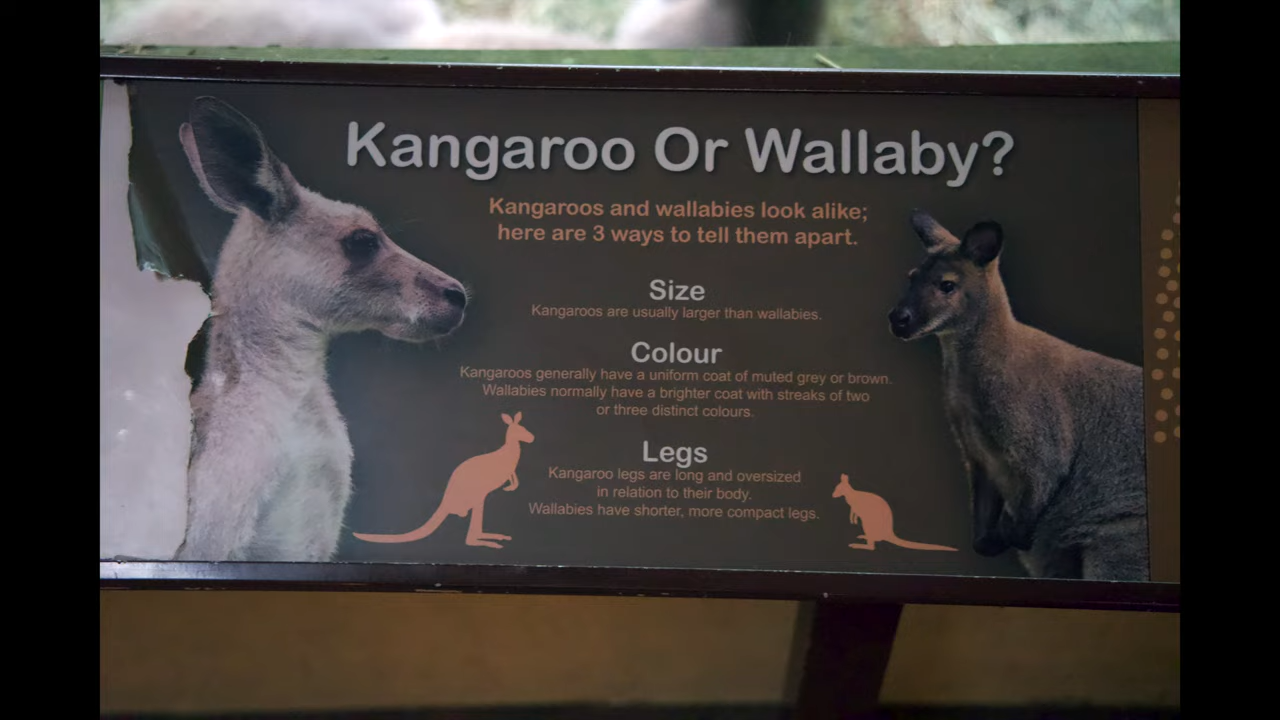 Kangaroo Or Wallaby?
Kangaroos and wallabies look alike;
here are 3 ways to tell them apart.
Size
Kangaroos are usually larger than wallabies.
Colour
Kangaroos generally have a uniform coat of muted grey or brown.
Wallabies normally have a brighter coat with streaks of two
or three distinct colours.
Legs
Kangaroo legs are long and oversized
in relation to their body.
Wallabies have shorter, more compact legs.